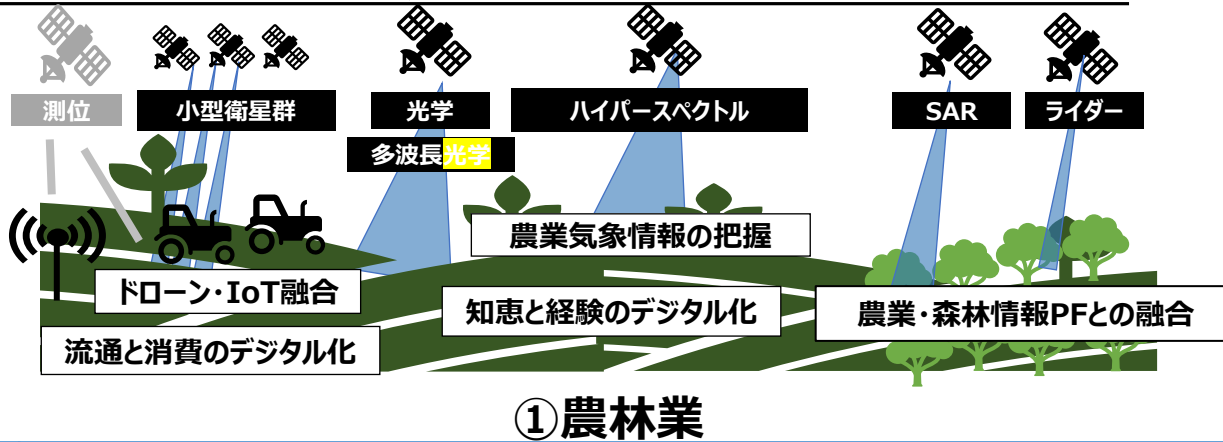 測位
小型衛星群
光学
ハイパースペクトル
SAR
ライダー
多波長光学
農業気象情報の把握
ドローン・IoT融合
知恵と経験のデジタル化
農業・森林情報PFとの融合
流通と消費のデジタル化
①農林業